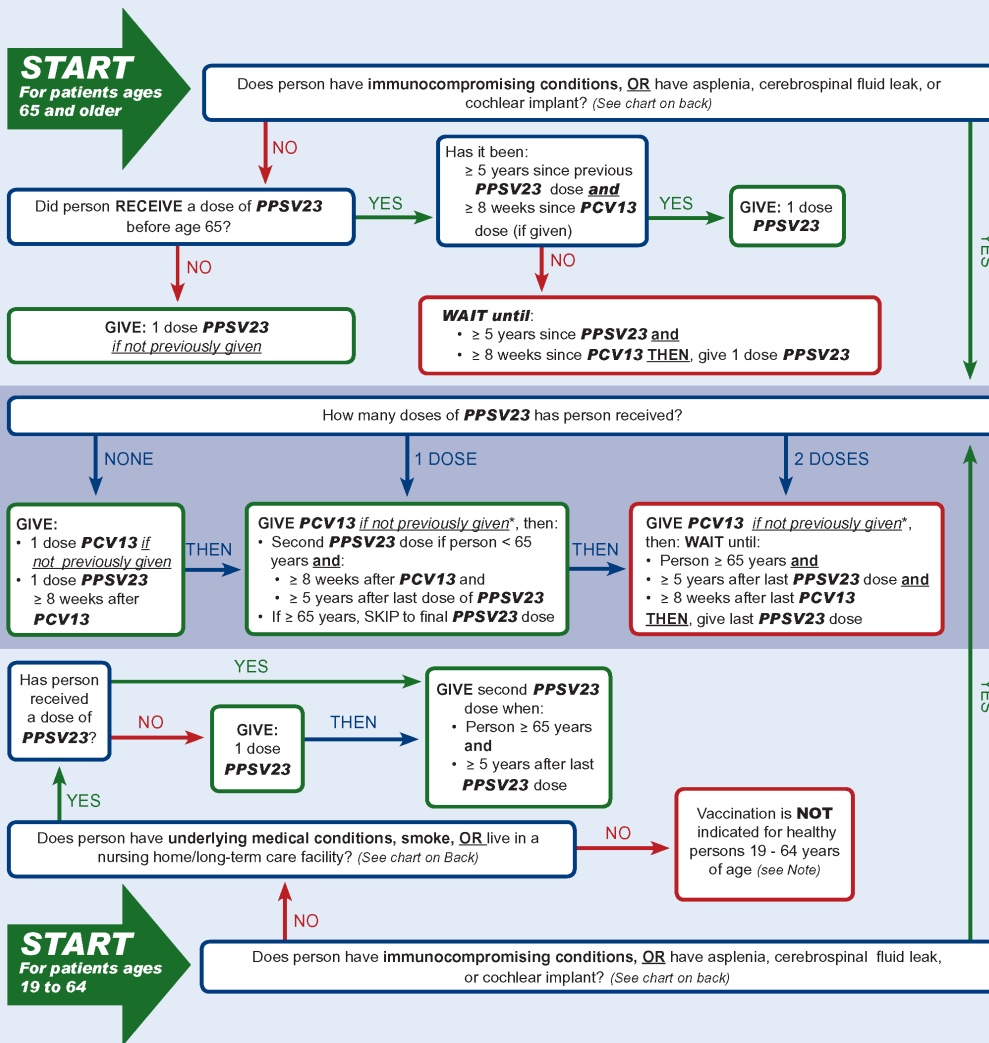 START
For patients ages
65 and older
Does person have immunocompromising conditions, OR have asplenia, cerebrospinal fluid leak, or
cochlear implant? (See chart on back)
NO
Did person RECEIVE a dose of PPSV23
before age 65?
YES
Has it been:
≥ 5 years since previous
PPSV23 dose and
≥ 8 weeks since PCV13
dose (if given)
YES
GIVE: 1 dose
PPSV23
YES
NO
GIVE: 1 dose PPSV23
if not previously given
NO
WAIT until:
• ≥ 5 years since PPSV23 and
• ≥ 8 weeks since PCV13 THEN, give 1 dose PPSV23
How many doses of PPSV23 has person received?
NONE
1 DOSE
2 DOSES
GIVE:
• 1 dose PCV13 if
not previously given
• 1 dose PPSV23
≥ 8 weeks after
PCV13
THEN
GIVE PCV13 if not previously given*, then:
• Second PPSV23 dose if person < 65
years and:
• ≥ 8 weeks after PCV13 and
• ≥ 5 years after last dose of PPSV23
• If ≥ 65 years, SKIP to final PPSV23 dose
THEN
GIVE PCV13 if not previously given*,
then: WAIT until:
• Person ≥ 65 years and
• ≥ 5 years after last PPSV23 dose and
• ≥ 8 weeks after last PCV13
THEN, give last PPSV23 dose
Has person
received
a dose of
PPSV23?
YES
NO
GIVE:
1 dose
PPSV23
THEN
GIVE second PPSV23
dose when:
• Person ≥ 65 years
and
• ≥ 5 years after last
PPSV23 dose
YES
YES
Does person have underlying medical conditions, smoke, OR live in a
nursing home/long-term care facility? (See chart on Back)
NO
Vaccination is NOT
indicated for healthy
persons 19 - 64 years
of age (see Note)
NO
START
For patients ages
19 to 64
Does person have immunocompromising conditions, OR have asplenia, cerebrospinal fluid leak,
or cochlear implant? (See chart on back)